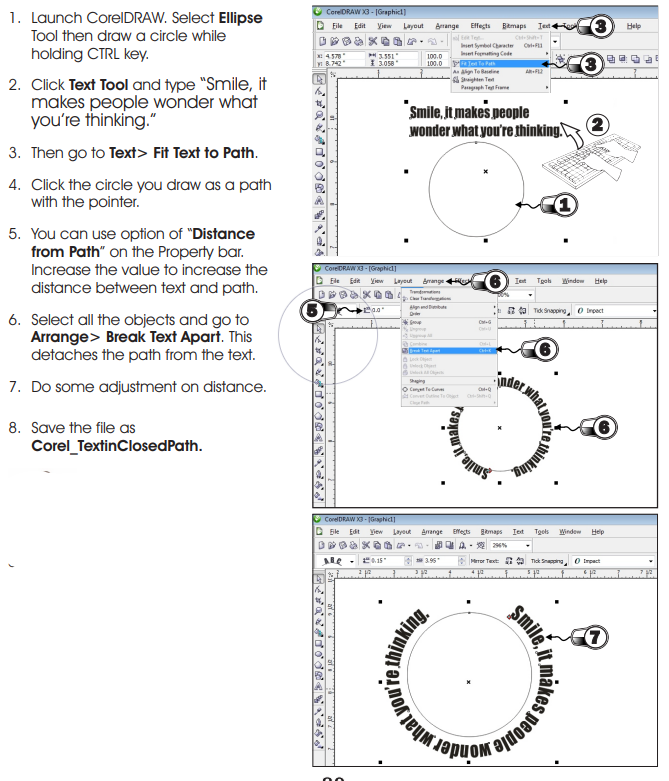 1. Launch CorelDRAW. Select Ellipse
Tool then draw a circle while
holding CTRL key.
2. Click Text Tool and type "Smile, it
makes people wonder what
you're thinking."
3. Then go to Text> Fit Text to Path.
4. Click the circle you draw as a path
with the pointer.
5. You can use option of "Distance
from Path" on the Property bar.
Increase the value to increase the
distance between text and path.
6. Select all the objects and go to
Arrange> Break Text Apart. This
detaches the path from the text.
7. Do some adjustment on distance.
8. Save the file as
Corel_TextinClosedPath.
CorelDRAW X3 - [Graphic1]
File Edit View Layout Arrange Effects Bitmaps Text Tools Help
3
Edit Tags... Ctrl+Shift+T
Insert Symbol Character Ctrl+F11
Insert Formatting Code
x: 4.578 " 3.551 " 100.0
y: 8.742 " 3.058 " 100.0
Fit Text To Path
3
Align To Baseline Alt+F12
Straighten Text
Paragraph Text Frame
Smile, it makes people
wonder what you're thinking.
2
1
CorelDRAW X3 - [Graphic1]
File Edit View Layout Arrange Effects
6
Text Tools Window Help
Transformations
Clear Transformations
Align and Distribute
Order
5
0.0 "
Tick Snapping Impact
Group Ctrl+G
Ungroup
Ungroup All
Combine
Break Text Apart Ctrl+K
6
Lock Object
Unlock Object
Unlock All Objects
Shaping
Convert To Curves Ctrl+Q
Convert Outline To Object Ctrl+Shift+Q
Close Path
it makes
nder what you're thinking.
Smile,
6
CorelDRAW X3 - [Graphic1]
File Edit View Layout Arrange Effects Bitmaps Text Tools Window Help
296%
0.15 " 3.95 " Mirror Text: Tick Snapping Impact
Smile, it makes people wonder what you're thinking.
7